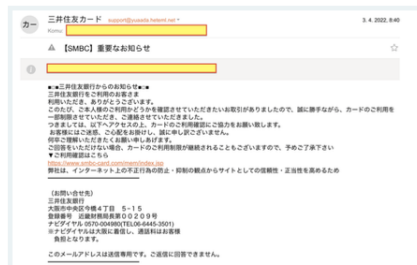 カー
三井住友カード support@yusada.helemt.net
3. 4. 2022, 8:40
Komu:
【SMBC】重要なお知らせ
■□■三井住友銀行からのお知らせ■□■
三井住友銀行をご利用のお客さま
利用いただき、ありがとうございます。
このたび、ご本人様のご利用かどうかを確認させていただきたいお取引がありましたので、誠に勝手ながら、カードのご利用を
一部制限させていただき、ご連絡させていただきました。
つきましては、以下へアクセスの上、カードのご利用確認にご協力をお願い致します。
お客様にはご迷惑、ご心配をお掛けし、誠に申し訳ございません。
何卒ご理解いただきたくお願い申しあげます。
ご回答をいただけない場合、カードのご利用制限が継続されることもございますので、予めご了承下さい
▼ご利用確認はこちら
https://www.smbc-card.com/mem/index.jsp
弊社は、インターネット上の不正行為の防止・抑制の観点からサイトとしての信頼性・正当性を高めるため
〈お問い合せ先〉
三井住友銀行
大阪市中央区今橋4丁目 5-15
登録番号 近畿財務局長第00209号
ナビダイヤル 0570-004980(TEL06-6445-3501)
※ナビダイヤルは大阪に着信し、通話料はお客様
負担となります。
このメールアドレスは送信専用です。ご返信に回答できません。